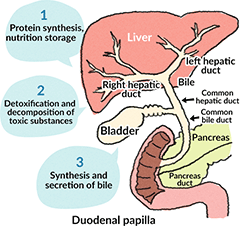 1
Protein synthesis,
nutrition storage
2
Detoxification and
decomposition of
toxic substances
3
Synthesis and
secretion of bile
Liver
left hepatic
duct
Right hepatic
duct
Bile
Common
hepatic duct
Common
bile duct
Bladder
Pancreas
Pancreas
duct
Duodenal papilla